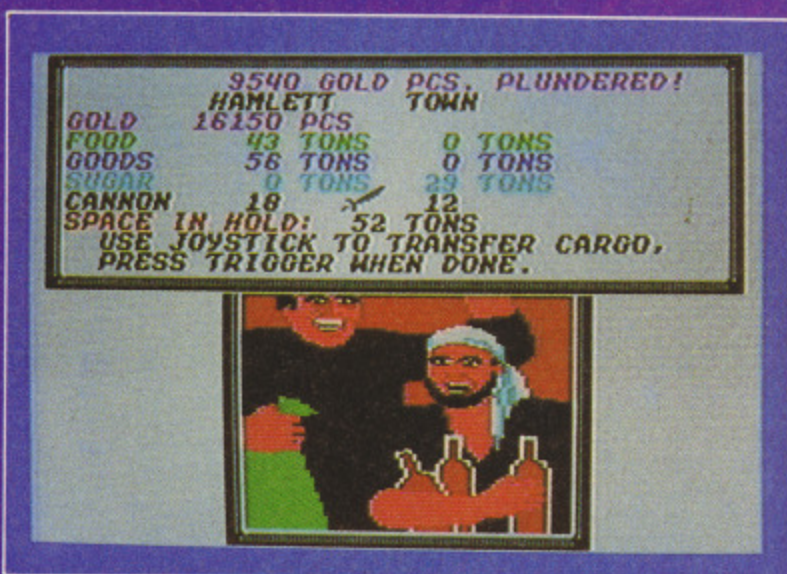 9540 GOLD PCS. PLUNDERED!
HAMLETT TOWN
GOLD 16150 PCS
FOOD 43 TONS 0 TONS
GOODS 56 TONS 0 TONS
SUGAR 0 TONS 29 TONS
CANNON 18 12
SPACE IN HOLD: 52 TONS
USE JOYSTICK TO TRANSFER CARGO,
PRESS TRIGGER WHEN DONE.